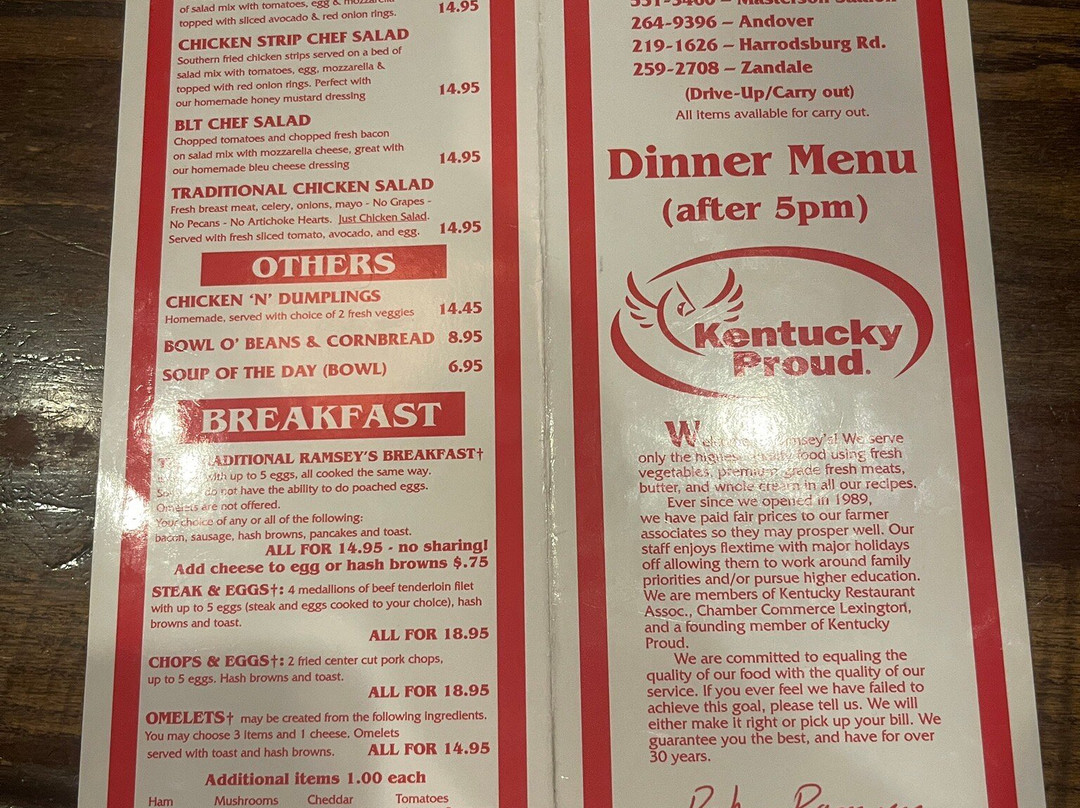 of salad mix with tomatoes, egg & mozzarella
topped with sliced avocado & red onion rings. 14.95
CHICKEN STRIP CHEF SALAD
Southern fried chicken strips served on a bed of
salad mix with tomatoes, egg, mozzarella &
topped with red onion rings. Perfect with
our homemade honey mustard dressing 14.95
BLT CHEF SALAD
Chopped tomatoes and chopped fresh bacon
on salad mix with mozzarella cheese, great with
our homemade bleu cheese dressing 14.95
TRADITIONAL CHICKEN SALAD
Fresh breast meat, celery, onions, mayo - No Grapes -
No Pecans - No Artichoke Hearts. Just Chicken Salad.
Served with fresh sliced tomato, avocado, and egg. 14.95
OTHERS
CHICKEN 'N' DUMPLINGS
Homemade, served with choice of 2 fresh veggies 14.45
BOWL O' BEANS & CORNBREAD 8.95
SOUP OF THE DAY (BOWL) 6.95
BREAKFAST
RAMSEY'S BREAKFAST†
with up to 5 eggs, all cooked the same way.
do not have the ability to do poached eggs.
Omelets are not offered.
Your choice of any or all of the following:
bacon, sausage, hash browns, pancakes and toast.
ALL FOR 14.95 - no sharing!
Add cheese to egg or hash browns $.75
STEAK & EGGS†: 4 medallions of beef tenderloin filet
with up to 5 eggs (steak and eggs cooked to your choice), hash
browns and toast.
ALL FOR 18.95
CHOPS & EGGS†: 2 fried center cut pork chops,
up to 5 eggs. Hash browns and toast.
ALL FOR 18.95
OMELETS† may be created from the following ingredients.
You may choose 3 items and 1 cheese. Omelets
served with toast and hash browns. ALL FOR 14.95
Additional items 1.00 each
Ham Mushrooms Cheddar Tomatoes
264-9396 – Andover
219-1626 – Harrodsburg Rd.
259-2708 – Zandale
(Drive-Up/Carry out)
All items available for carry out.
Dinner Menu
(after 5pm)
Kentucky
Proud.
We serve
only the highest quality food using fresh
vegetables, premium grade fresh meats,
butter, and whole cream in all our recipes.
Ever since we opened in 1989,
we have paid fair prices to our farmer
associates so they may prosper well. Our
staff enjoys flextime with major holidays
off allowing them to work around family
priorities and/or pursue higher education.
We are members of Kentucky Restaurant
Assoc., Chamber Commerce Lexington,
and a founding member of Kentucky
Proud.
We are committed to equaling the
quality of our food with the quality of our
service. If you ever feel we have failed to
achieve this goal, please tell us. We will
either make it right or pick up your bill. We
guarantee you the best, and have for over
30 years.